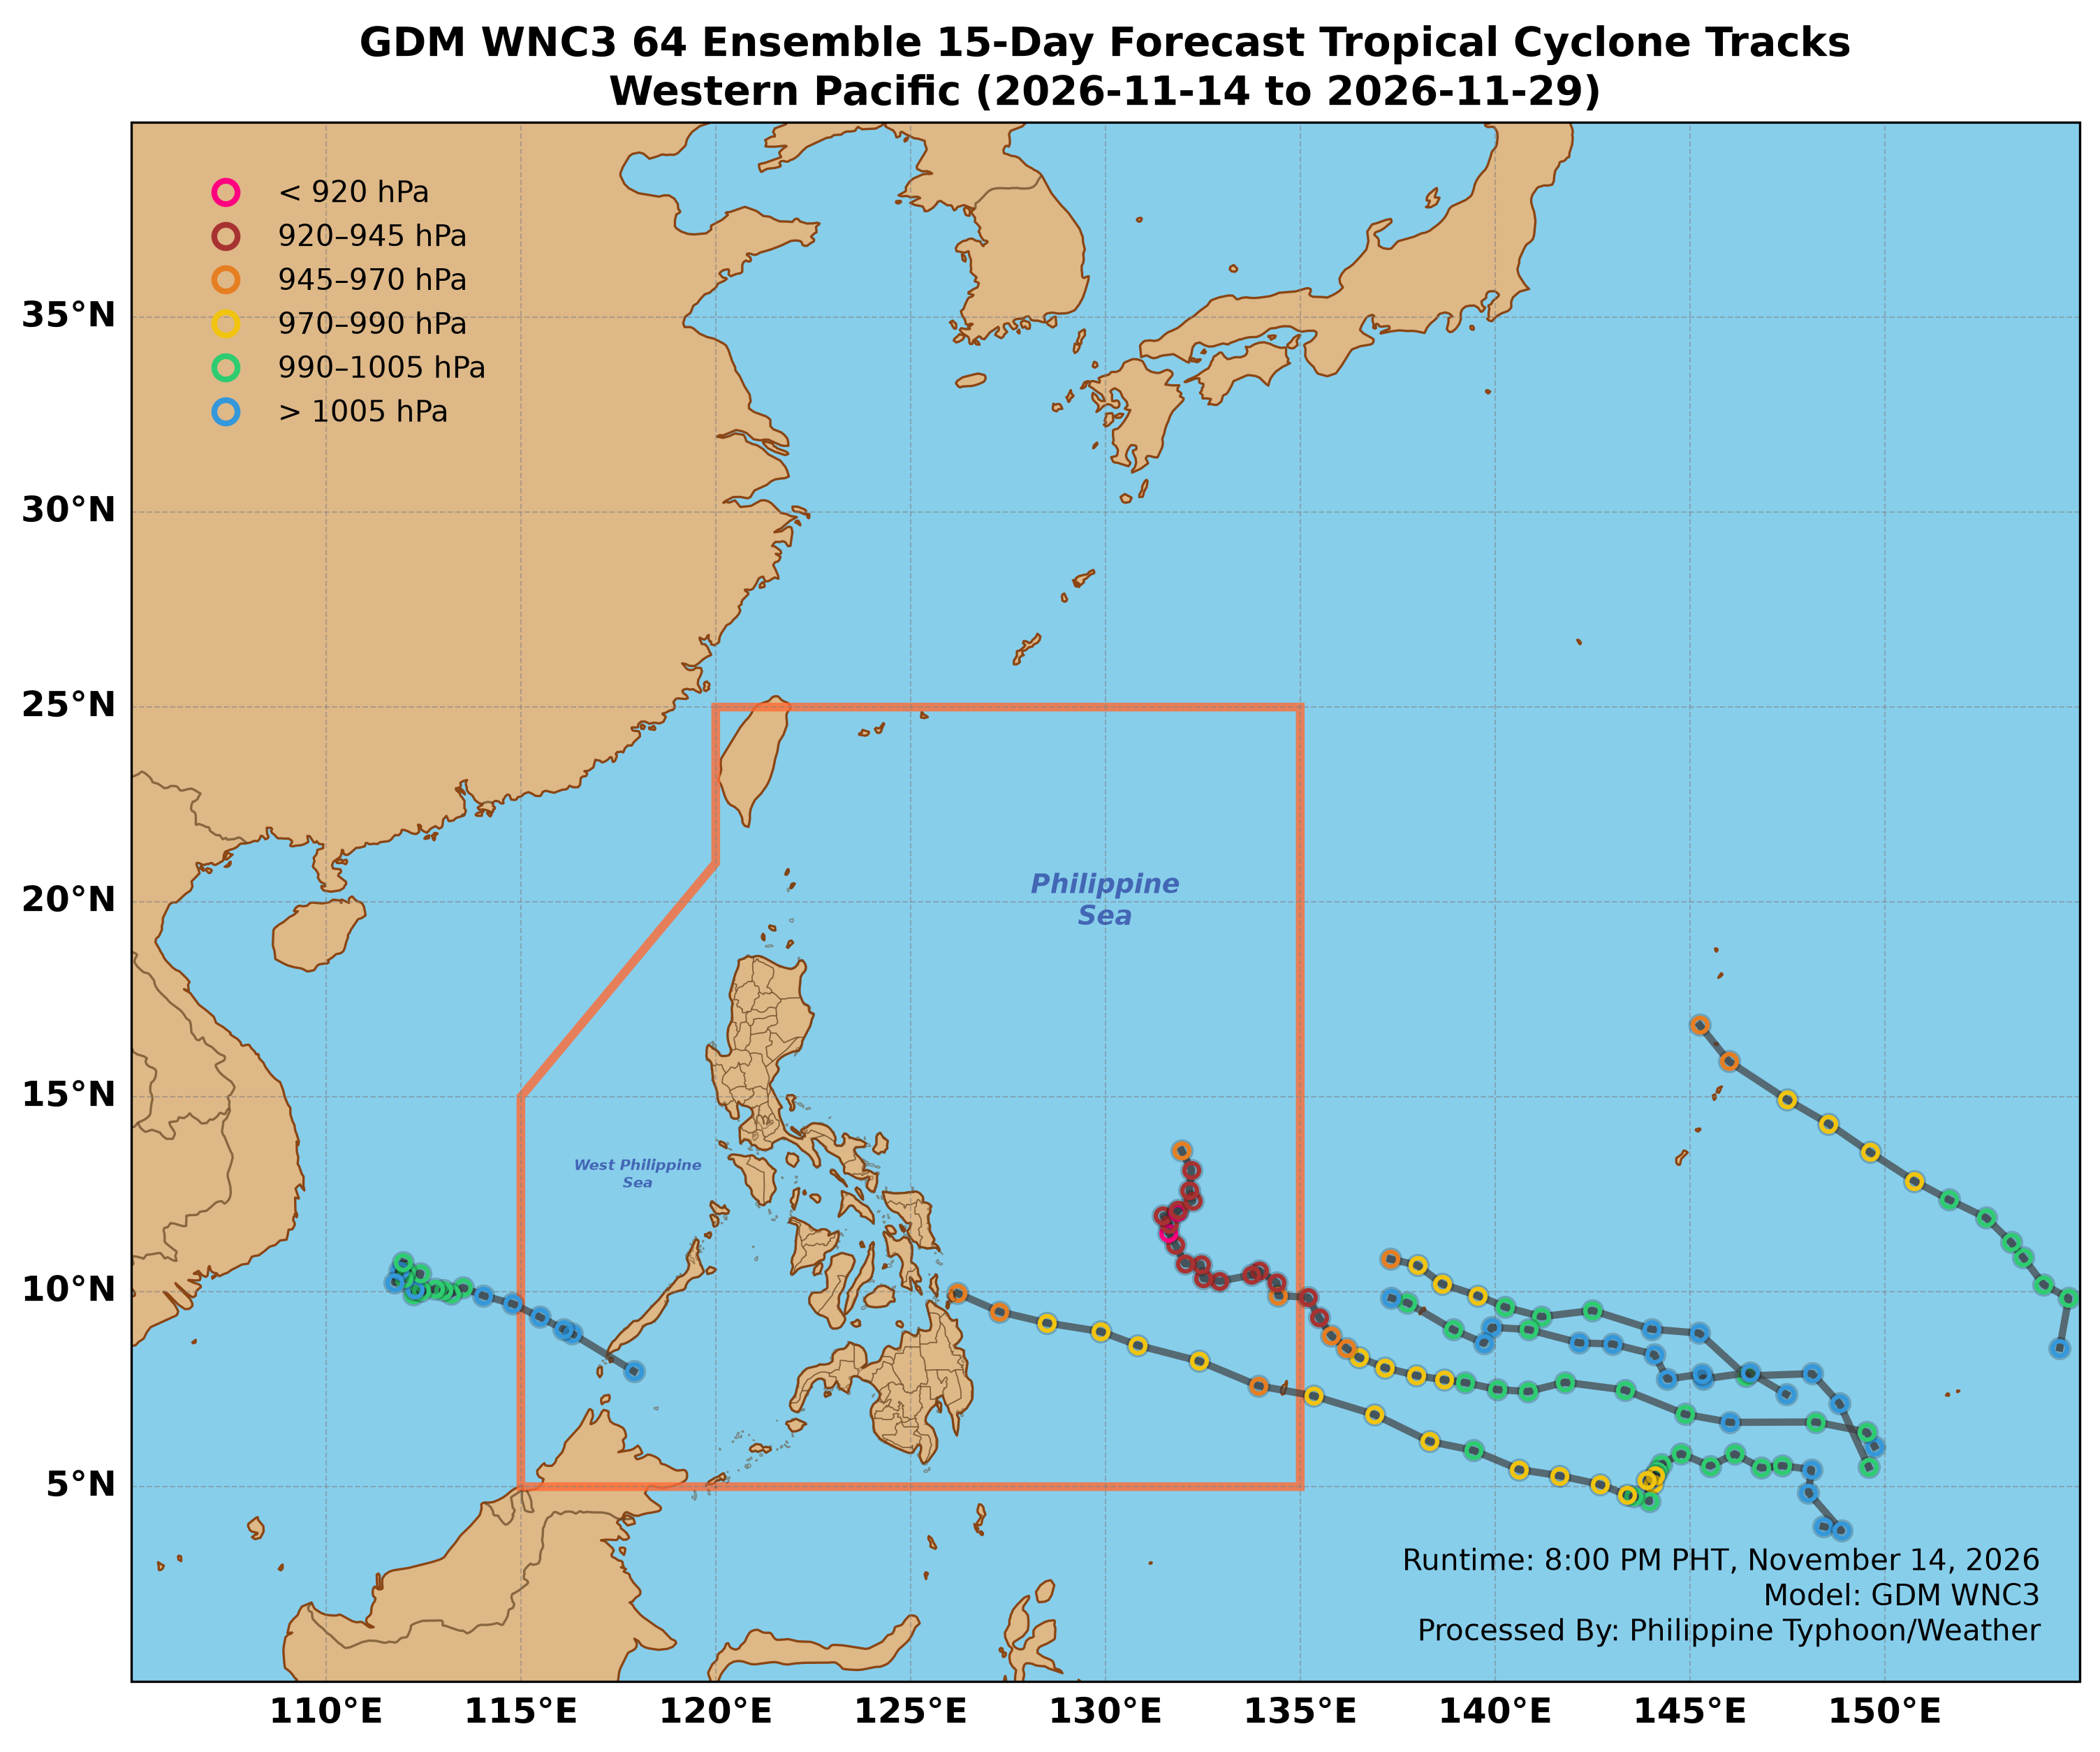 GDM WNC3 64 Ensemble 15-Day Forecast Tropical Cyclone Tracks
Western Pacific (2026-11-14 to 2026-11-29)
< 920 hPa
920–945 hPa
945–970 hPa
970–990 hPa
990–1005 hPa
> 1005 hPa
35°N
30°N
25°N
20°N
15°N
10°N
5°N
Philippine
Sea
West Philippine
Sea
Runtime: 8:00 PM PHT, November 14, 2026
Model: GDM WNC3
Processed By: Philippine Typhoon/Weather
110°E
115°E
120°E
125°E
130°E
135°E
140°E
145°E
150°E